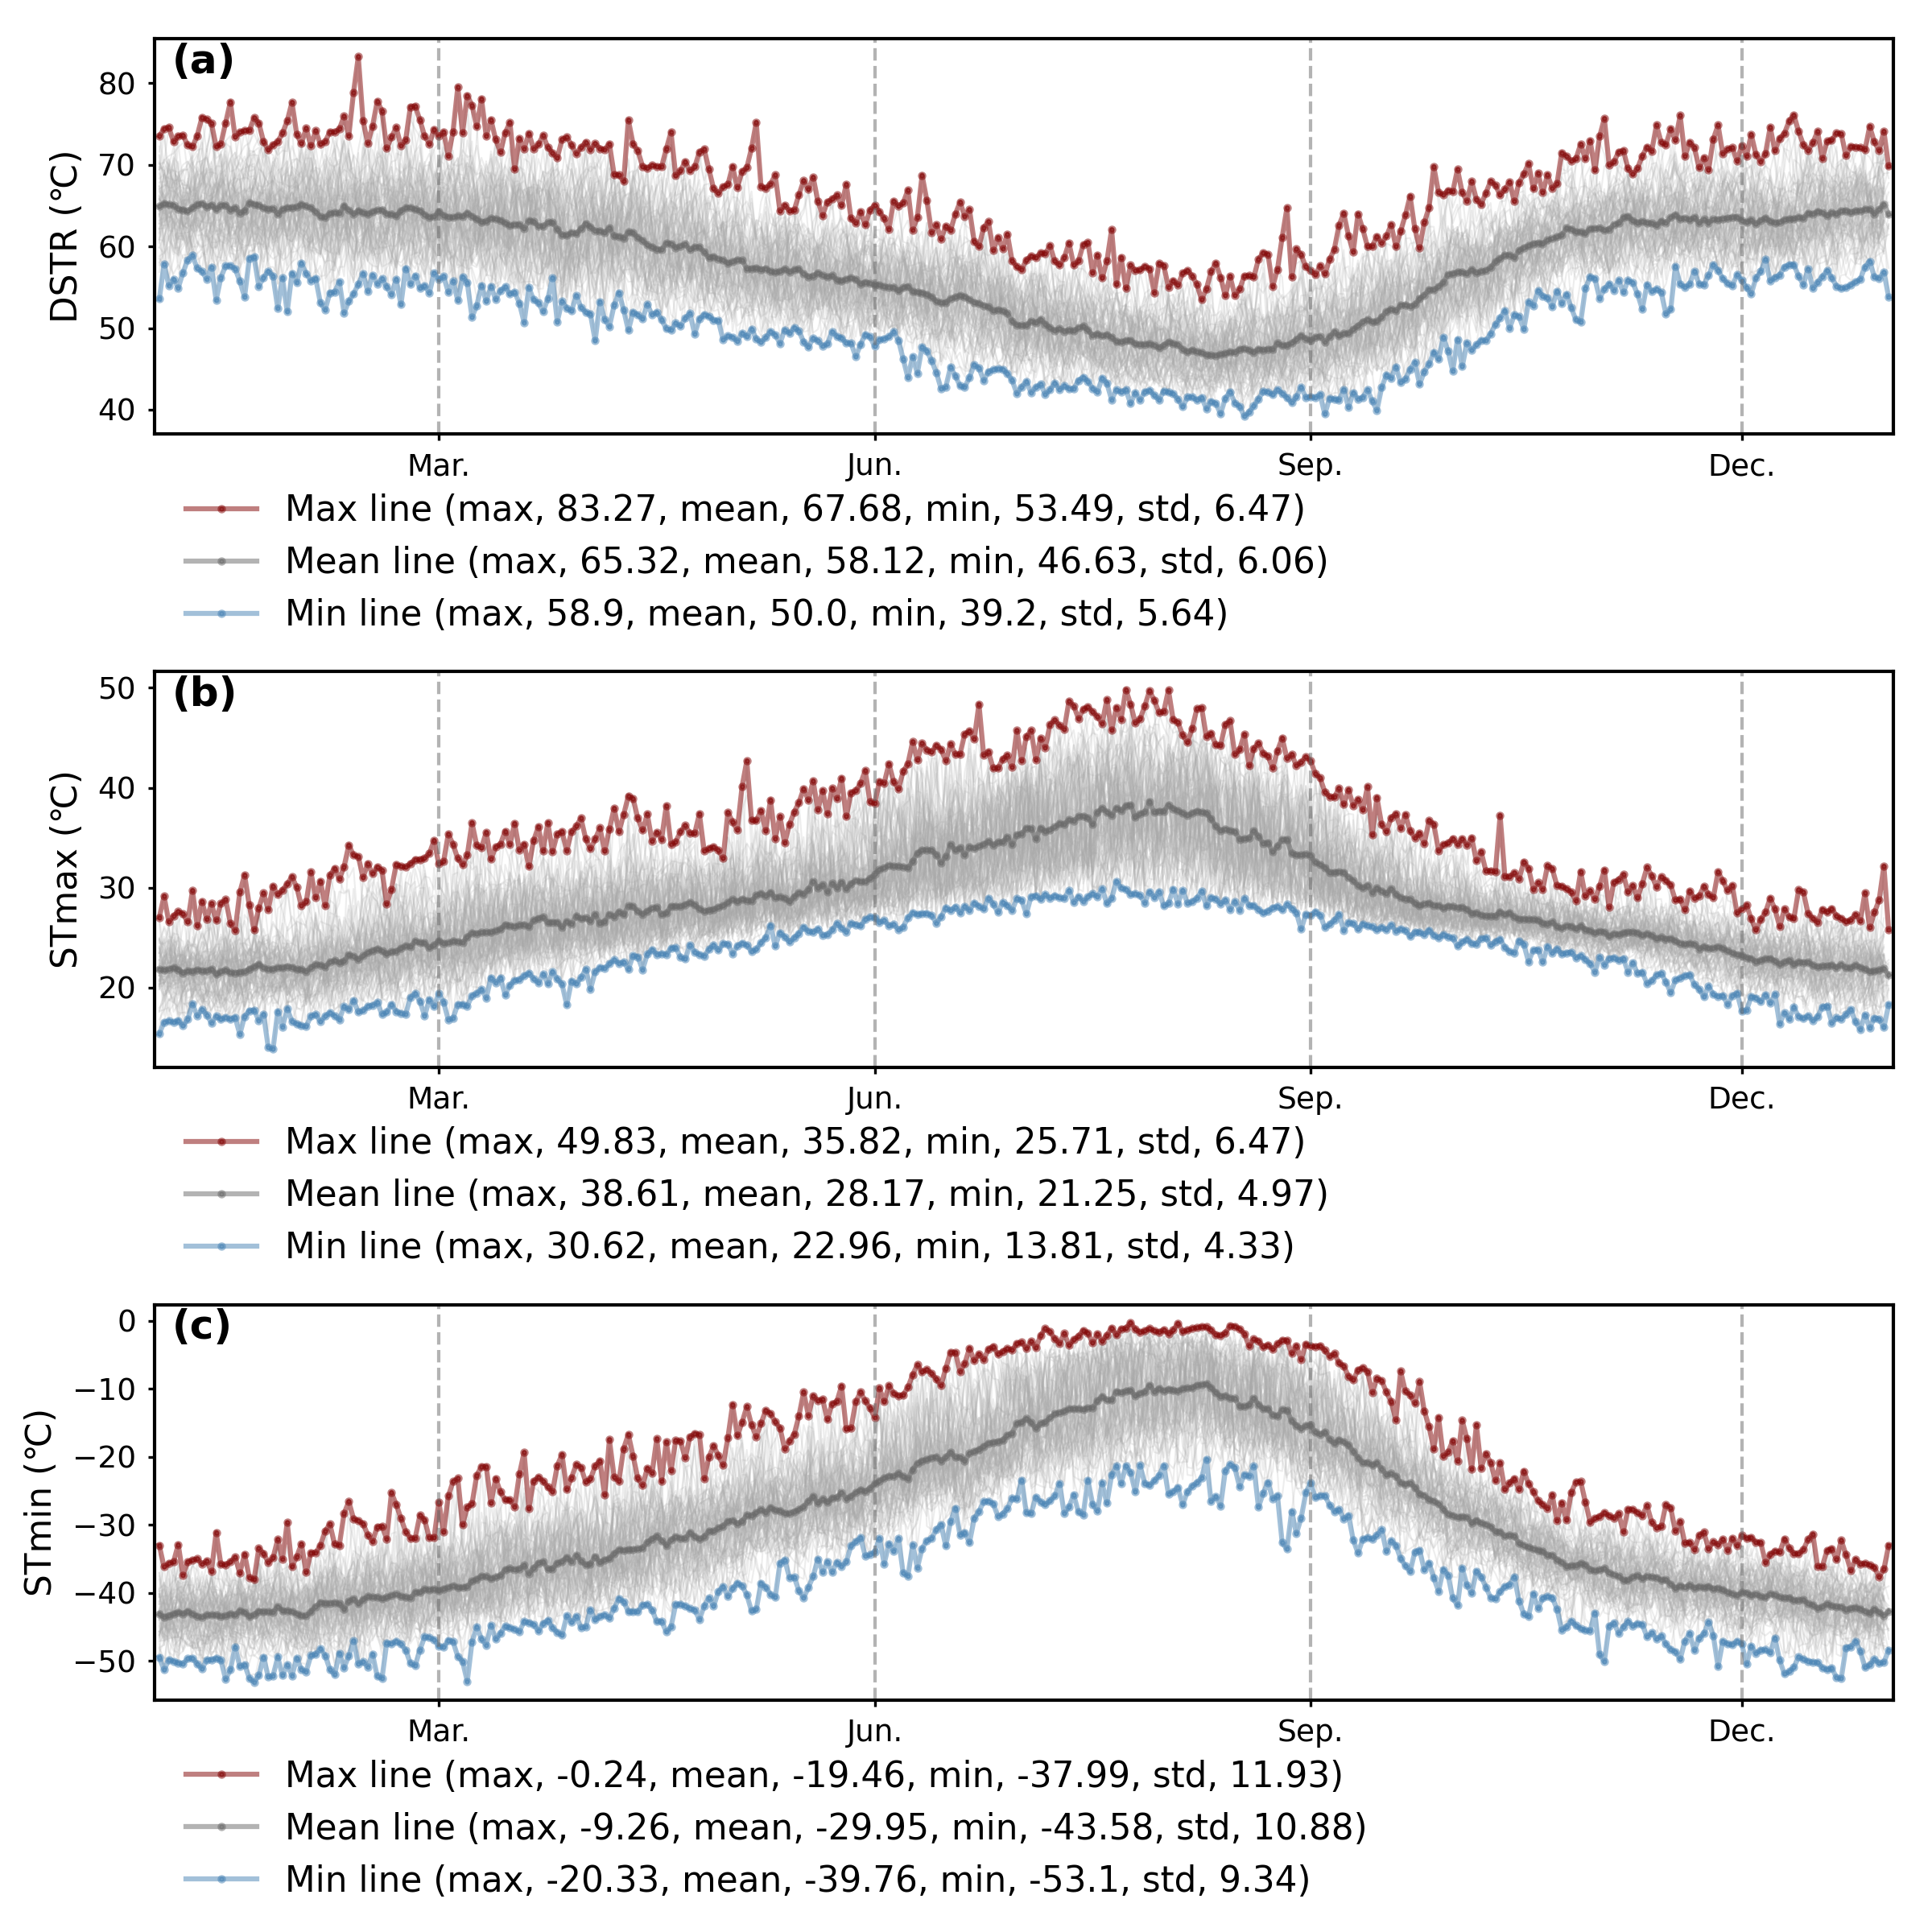 (a)
80
70
60
50
40
DSTR (°C)
Mar. Jun. Sep. Dec.
Max line (max, 83.27, mean, 67.68, min, 53.49, std, 6.47)
Mean line (max, 65.32, mean, 58.12, min, 46.63, std, 6.06)
Min line (max, 58.9, mean, 50.0, min, 39.2, std, 5.64)
(b)
50
40
30
20
STmax (°C)
Mar. Jun. Sep. Dec.
Max line (max, 49.83, mean, 35.82, min, 25.71, std, 6.47)
Mean line (max, 38.61, mean, 28.17, min, 21.25, std, 4.97)
Min line (max, 30.62, mean, 22.96, min, 13.81, std, 4.33)
(c)
0
−10
−20
−30
−40
−50
STmin (°C)
Mar. Jun. Sep. Dec.
Max line (max, -0.24, mean, -19.46, min, -37.99, std, 11.93)
Mean line (max, -9.26, mean, -29.95, min, -43.58, std, 10.88)
Min line (max, -20.33, mean, -39.76, min, -53.1, std, 9.34)